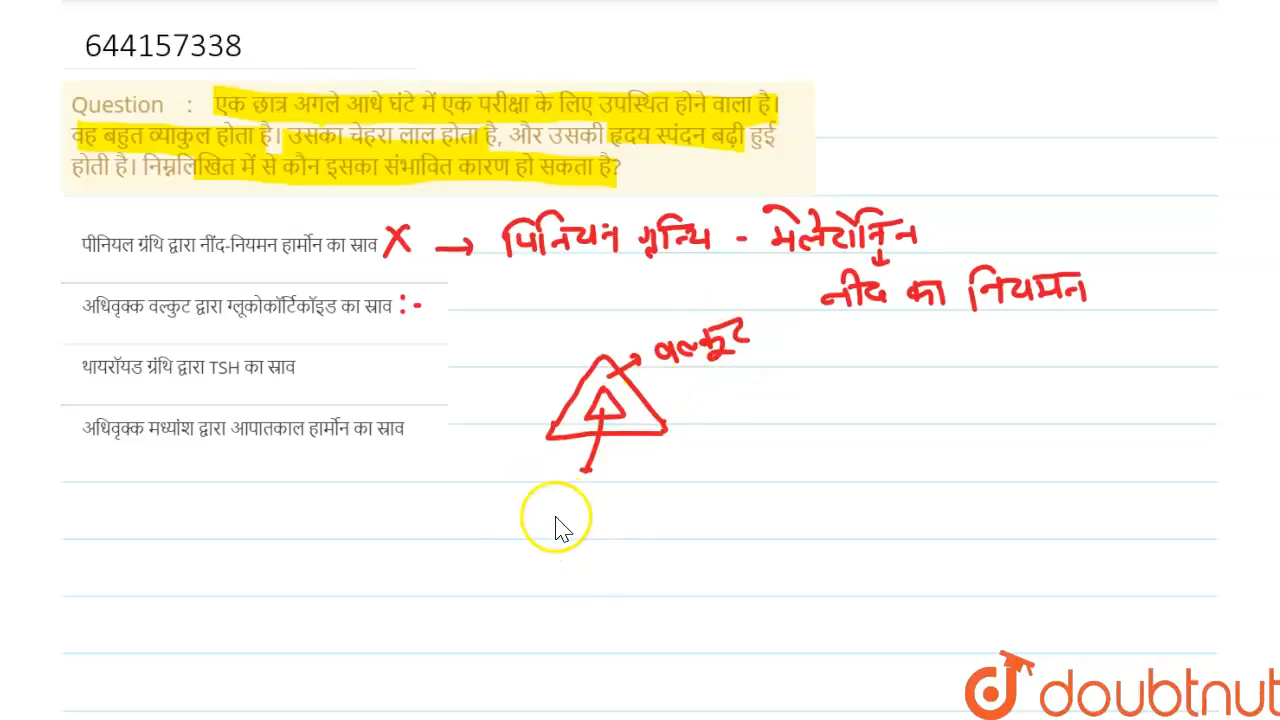 644157338
Question : एक छात्र अगले आधे घंटे में एक परीक्षा के लिए उपस्थित होने वाला है।
वह बहुत व्याकुल होता है। उसका चेहरा लाल होता है, और उसकी हृदय स्पंदन बढ़ी हुई
होती है। निम्नलिखित में से कौन इसका संभावित कारण हो सकता है?
पीनियल ग्रंथि द्वारा नींद-नियमन हार्मोन का स्राव X → पिनियन ग्रन्थि - मेलेटोनिन
नींद का नियमन
अधिवृक्क वल्कुट द्वारा ग्लूकोकॉर्टिकॉइड का स्राव :-
वल्कूट
थायरॉयड ग्रंथि द्वारा TSH का स्राव
अधिवृक्क मध्यांश द्वारा आपातकाल हार्मोन का स्राव
doubtnut